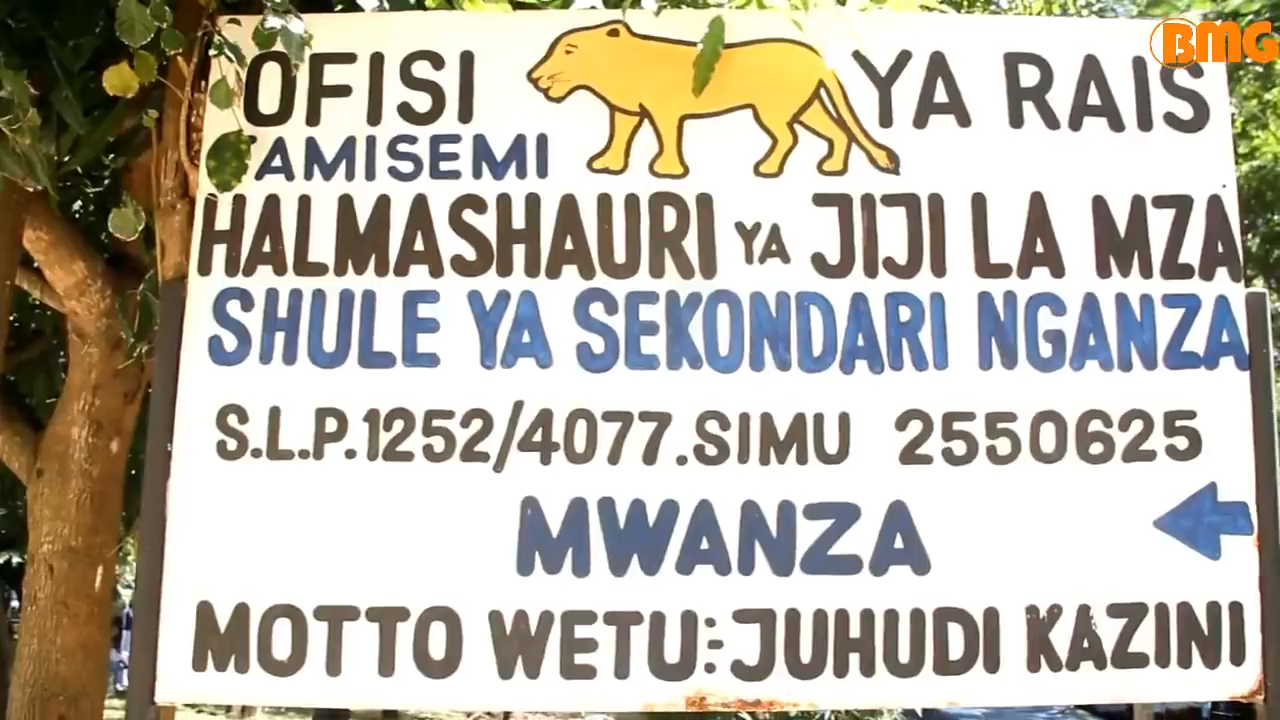 BMG
OFISI YA RAIS
TAMISEMI
HALMASHAURI YA JIJI LA MZA
SHULE YA SEKONDARI NGANZA
S.L.P.1252/4077.SIMU 2550625
MWANZA
MOTTO WETU:-JUHUDI KAZINI